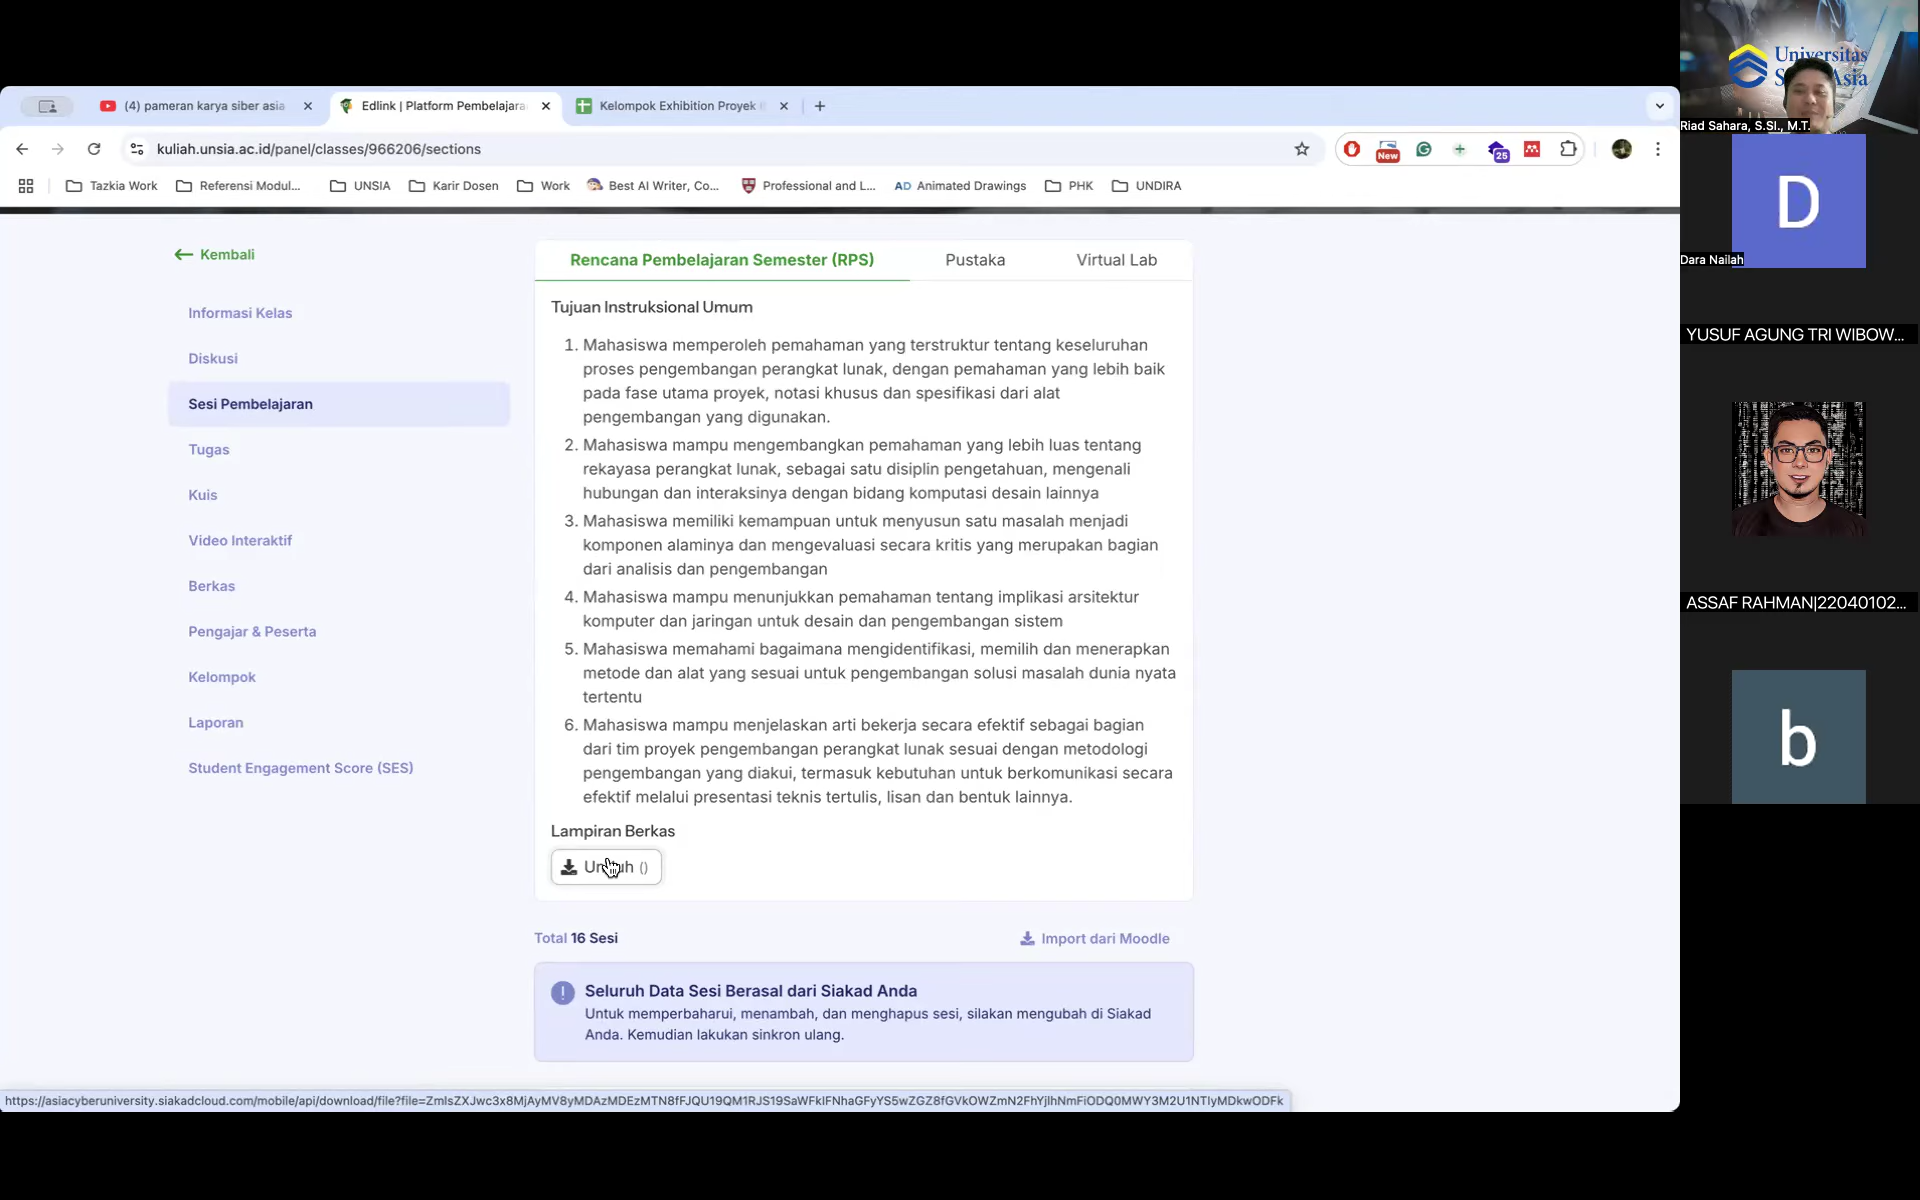 (4) pameran karya siber asia
Edlink | Platform Pembelajara
Kelompok Exhibition Proyek
kuliah.unsia.ac.id/panel/classes/966206/sections
New
25
Tazkia Work
Referensi Modul...
UNSIA
Karir Dosen
Work
Best AI Writer, Co...
Professional and L...
AD Animated Drawings
PHK
UNDIRA
Kembali
Informasi Kelas
Diskusi
Sesi Pembelajaran
Tugas
Kuis
Video Interaktif
Berkas
Pengajar & Peserta
Kelompok
Laporan
Student Engagement Score (SES)
Rencana Pembelajaran Semester (RPS)
Pustaka
Virtual Lab
Tujuan Instruksional Umum
1. Mahasiswa memperoleh pemahaman yang terstruktur tentang keseluruhan
proses pengembangan perangkat lunak, dengan pemahaman yang lebih baik
pada fase utama proyek, notasi khusus dan spesifikasi dari alat
pengembangan yang digunakan.
2. Mahasiswa mampu mengembangkan pemahaman yang lebih luas tentang
rekayasa perangkat lunak, sebagai satu disiplin pengetahuan, mengenali
hubungan dan interaksinya dengan bidang komputasi desain lainnya
3. Mahasiswa memiliki kemampuan untuk menyusun satu masalah menjadi
komponen alaminya dan mengevaluasi secara kritis yang merupakan bagian
dari analisis dan pengembangan
4. Mahasiswa mampu menunjukkan pemahaman tentang implikasi arsitektur
komputer dan jaringan untuk desain dan pengembangan sistem
5. Mahasiswa memahami bagaimana mengidentifikasi, memilih dan menerapkan
metode dan alat yang sesuai untuk pengembangan solusi masalah dunia nyata
tertentu
6. Mahasiswa mampu menjelaskan arti bekerja secara efektif sebagai bagian
dari tim proyek pengembangan perangkat lunak sesuai dengan metodologi
pengembangan yang diakui, termasuk kebutuhan untuk berkomunikasi secara
efektif melalui presentasi teknis tertulis, lisan dan bentuk lainnya.
Lampiran Berkas
()
Total 16 Sesi
Import dari Moodle
Seluruh Data Sesi Berasal dari Siakad Anda
Untuk memperbaharui, menambah, dan menghapus sesi, silakan mengubah di Siakad
Anda. Kemudian lakukan sinkron ulang.
Universitas
Asia
Riad Sahara, S.SI., M.T.
D
Dara Nailah
YUSUF AGUNG TRI WIBOW...
ASSAF RAHMAN|22040102...
b